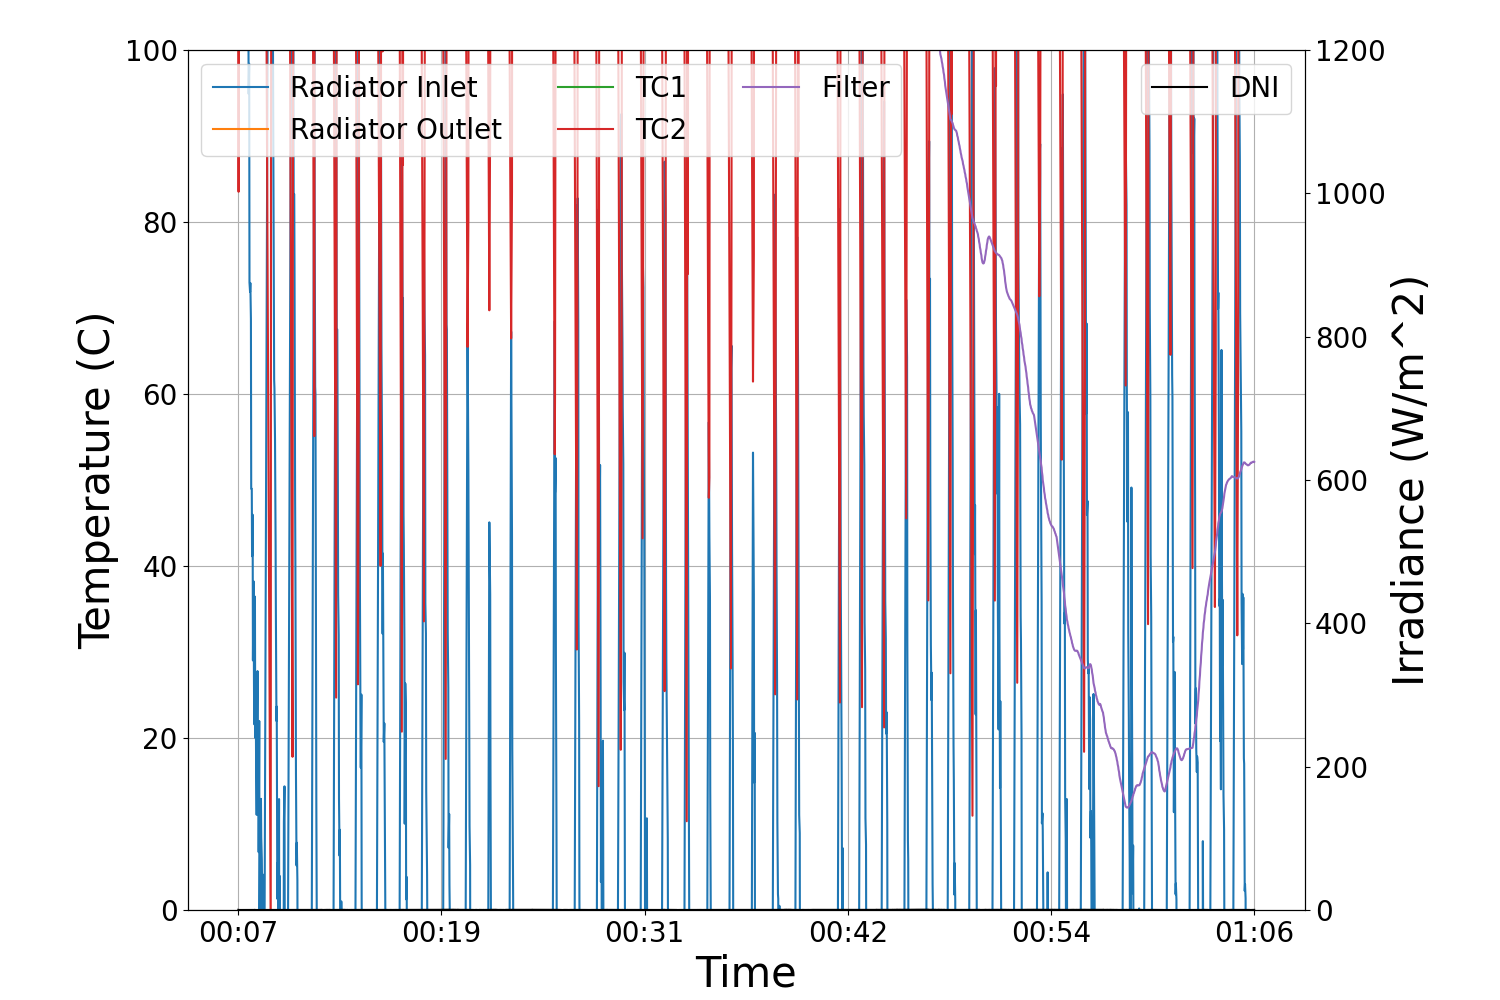 100
80
60
40
20
0
Temperature (C)
Radiator Inlet
Radiator Outlet
TC1
TC2
Filter
DNI
1200
1000
800
600
400
200
0
Irradiance (W/m^2)
00:07 00:19 00:31 00:42 00:54 01:06
Time